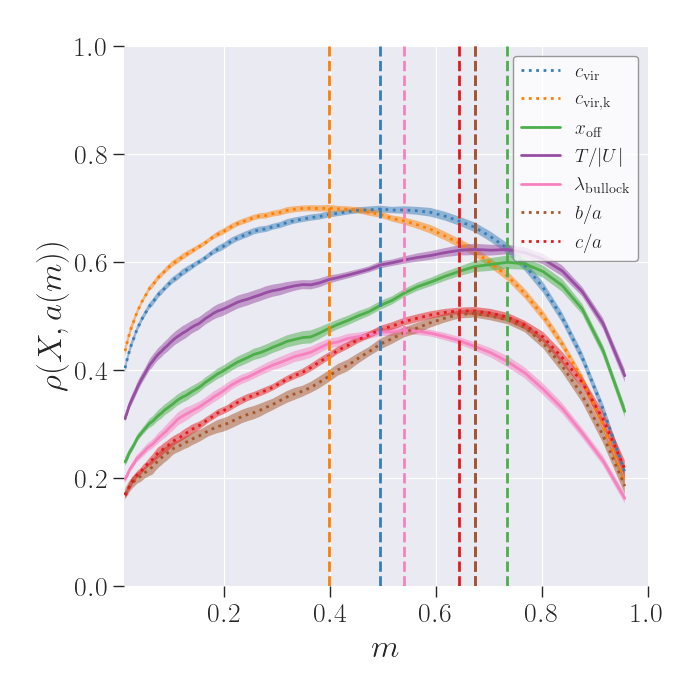 1.0
0.8
0.6
0.4
0.2
0.0
ρ(X, a(m))
0.2
0.4
0.6
0.8
1.0
m
c_vir
c_vir,k
x_off
T/|U|
λ_bullock
b/a
c/a